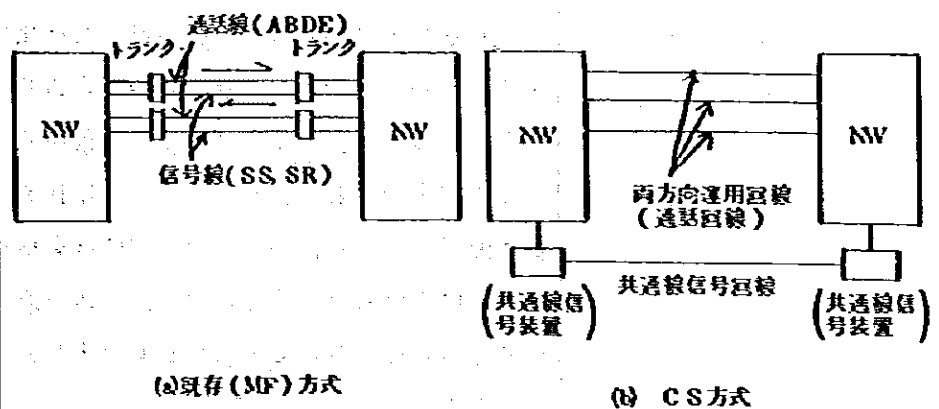 通話線(ABDE)
トランク
トランク
NW
NW
信号線(SS, SR)
(a)既存(MF)方式
NW
NW
両方向運用回線
(通話回線)
共通線信号回線
(共通線信
号装置)
(共通線信
号装置)
(b) CS方式